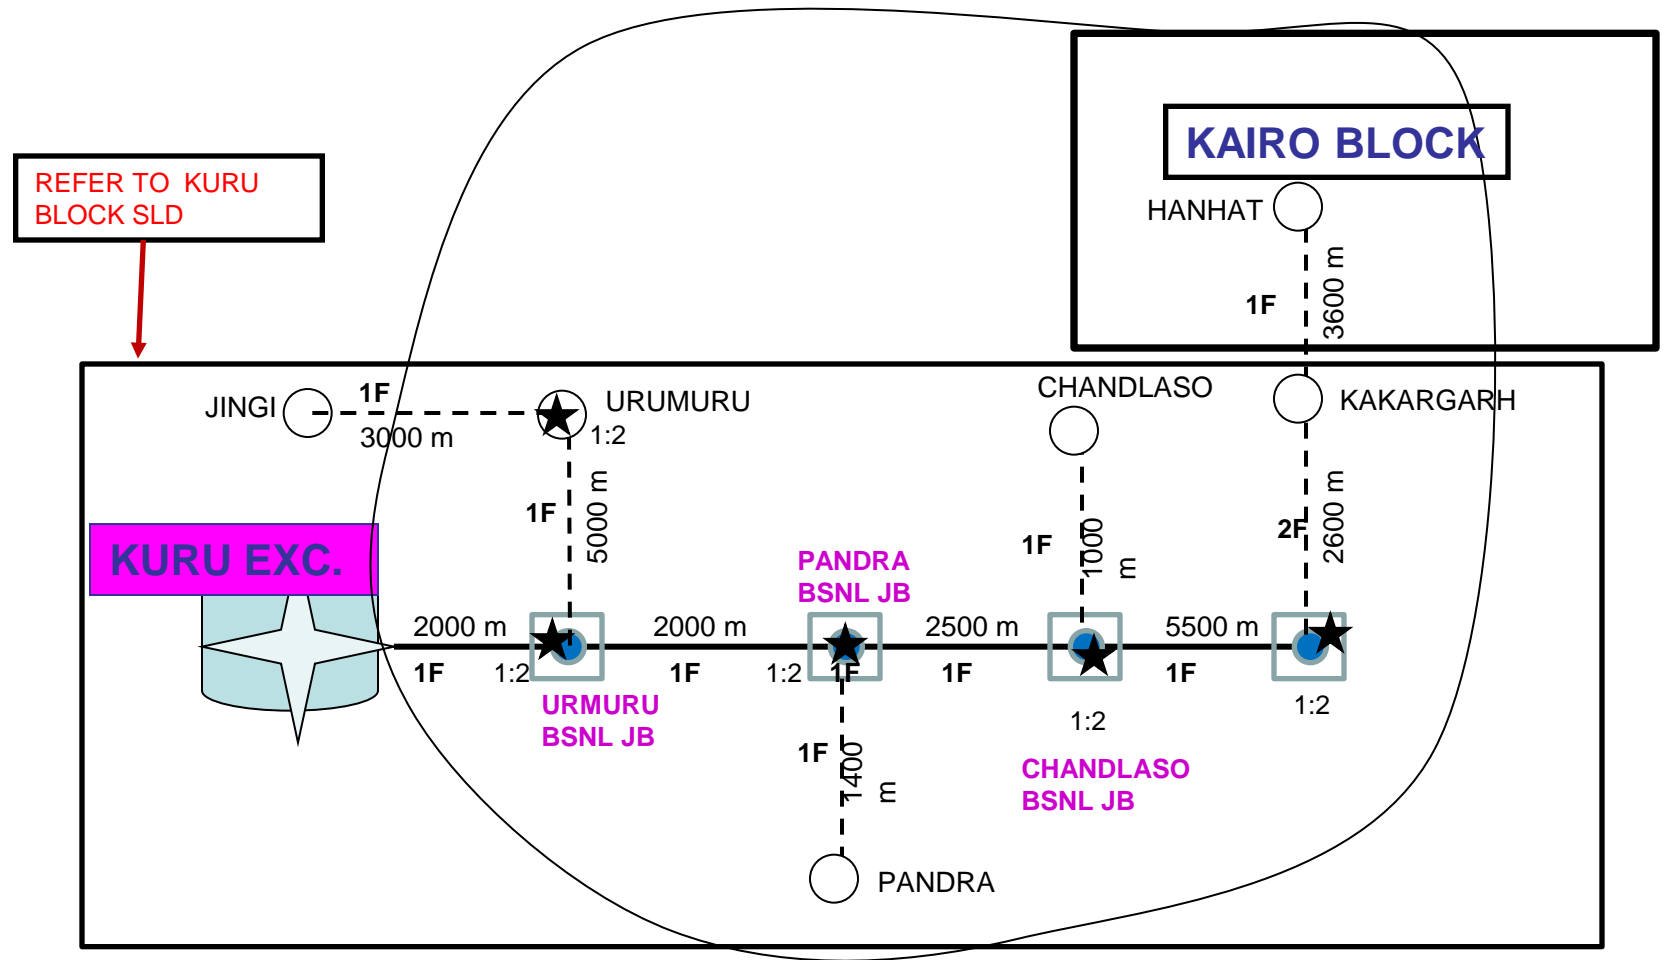 KAIRO BLOCK
REFER TO KURU
BLOCK SLD
HANHAT
1F
3600 m
JINGI
1F
3000 m
URUMURU
1:2
CHANDLASO
KAKARGARH
1F
5000 m
1F
1000
m
2F
2600 m
KURU EXC.
PANDRA
BSNL JB
2000 m
1F
1:2
2000 m
1F
1:2
1F
2500 m
1F
5500 m
1F
1:2
1:2
URMURU
BSNL JB
1F
1400
m
CHANDLASO
BSNL JB
PANDRA